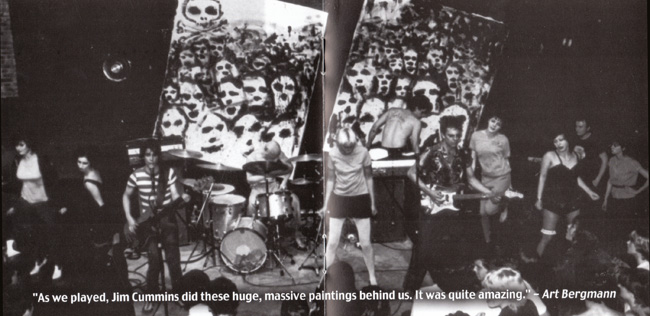 "As we played, Jim Cummins did these huge, massive paintings behind us. It was quite amazing." – Art Bergmann